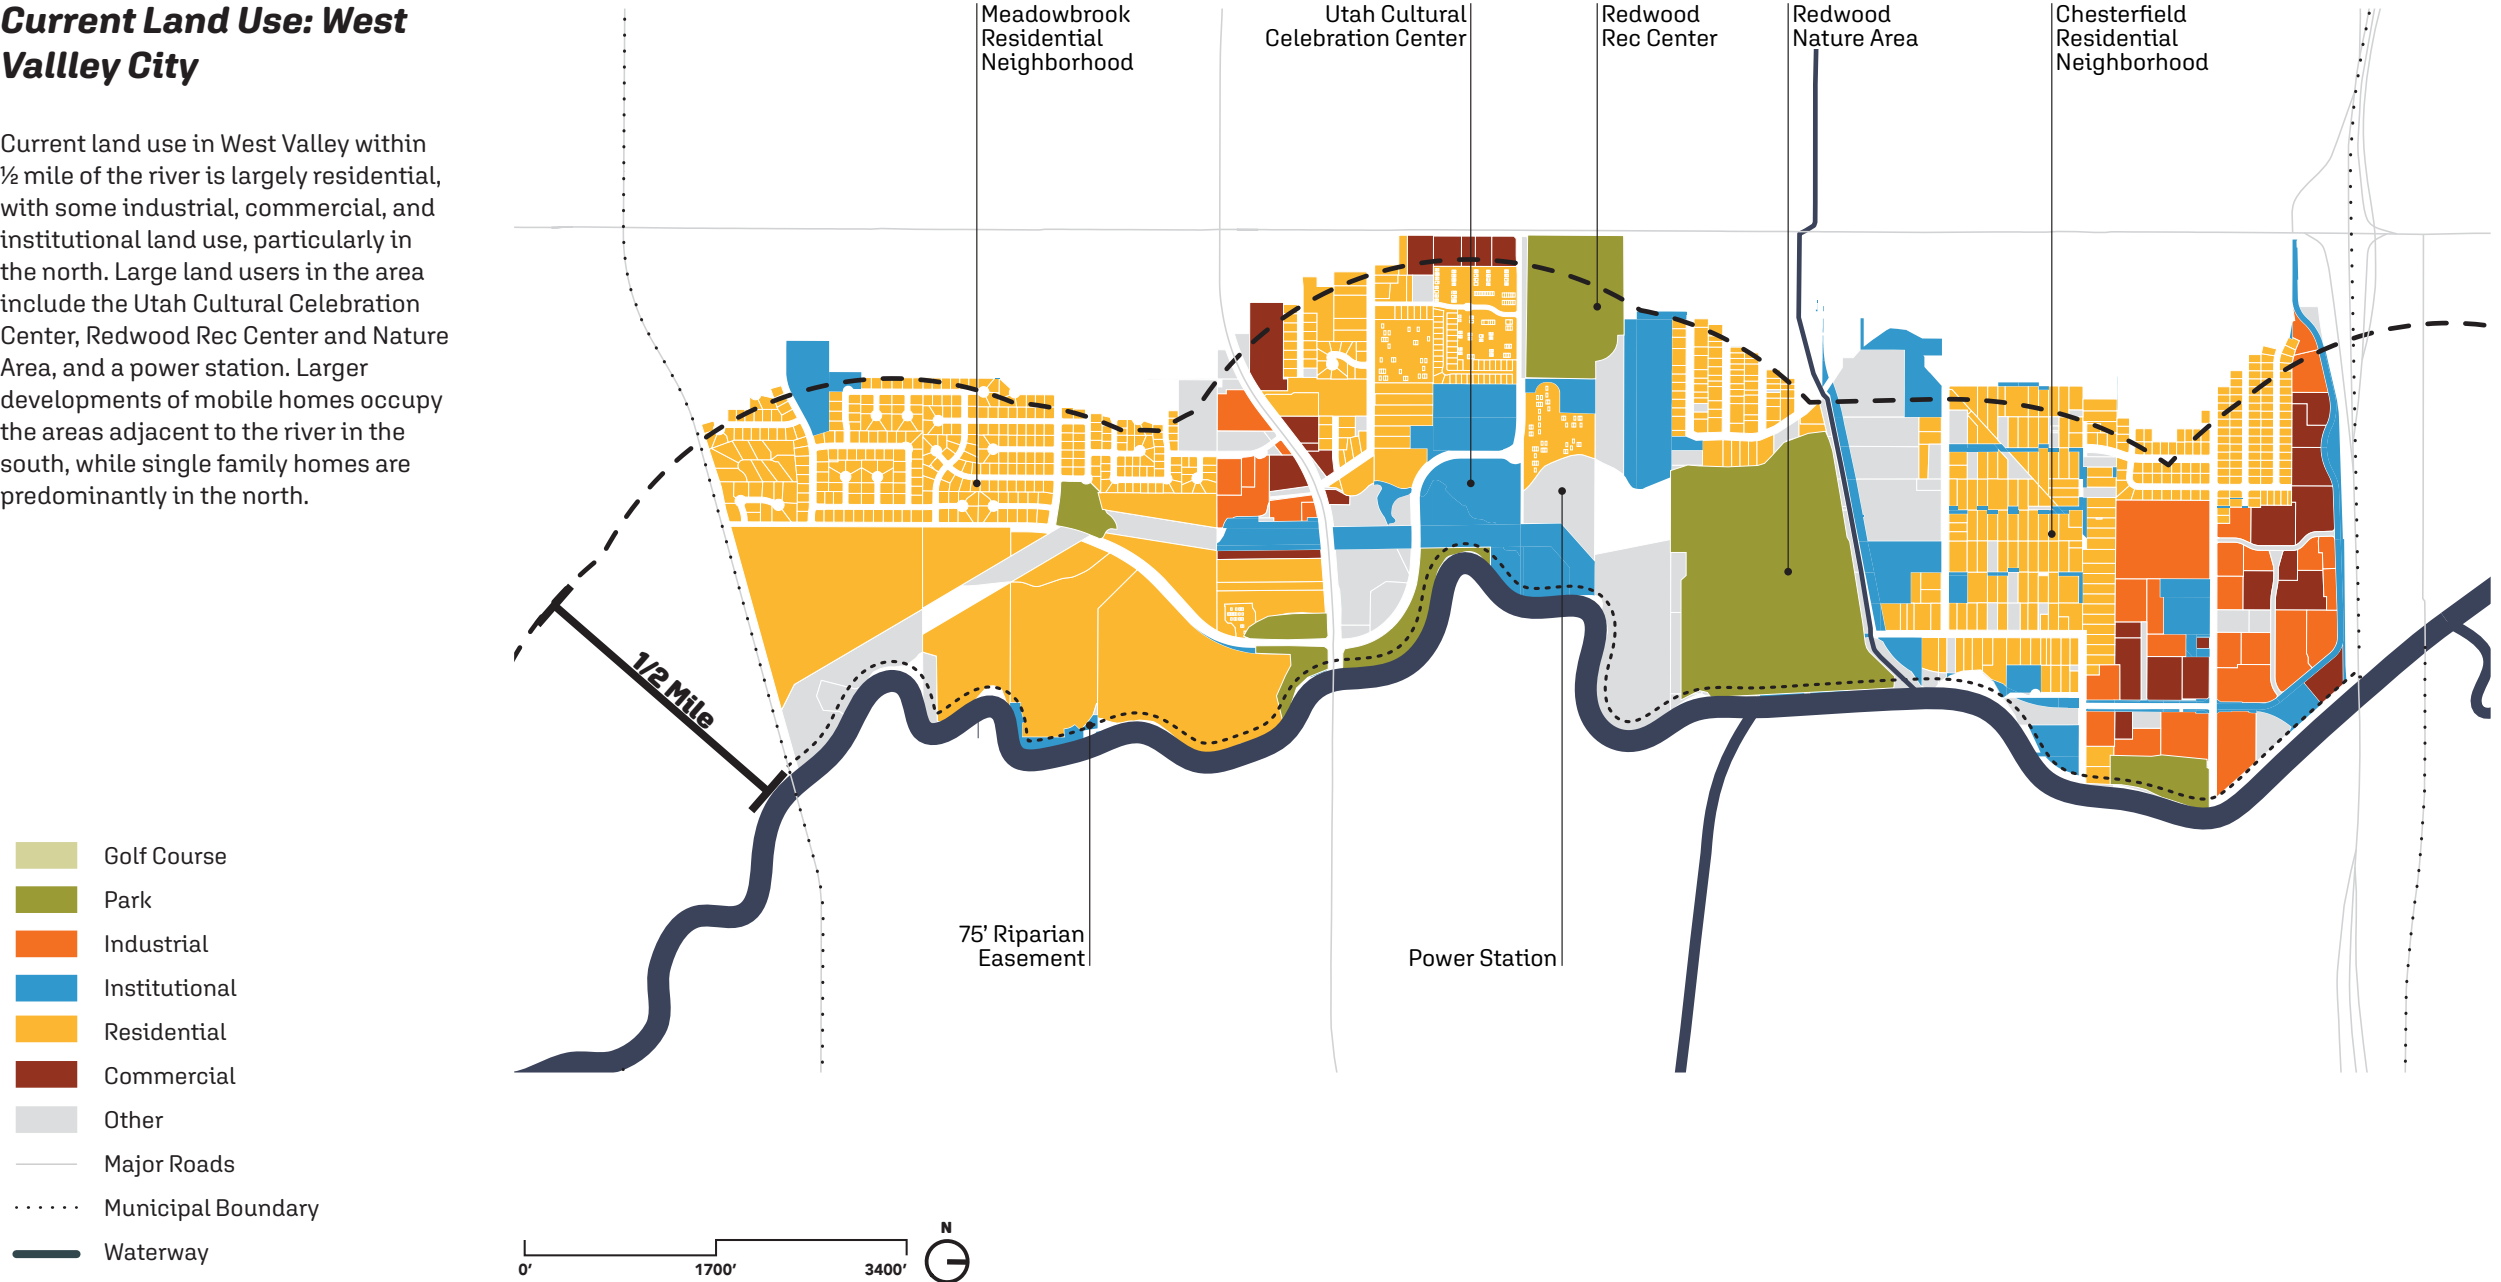 Current Land Use: West
Vallley City
Current land use in West Valley within
½ mile of the river is largely residential,
with some industrial, commercial, and
institutional land use, particularly in
the north. Large land users in the area
include the Utah Cultural Celebration
Center, Redwood Rec Center and Nature
Area, and a power station. Larger
developments of mobile homes occupy
the areas adjacent to the river in the
south, while single family homes are
predominantly in the north.
Meadowbrook
Residential
Neighborhood
Utah Cultural
Celebration Center
Redwood
Rec Center
Redwood
Nature Area
Chesterfield
Residential
Neighborhood
1/2 Mile
75’ Riparian
Easement
Power Station
Golf Course
Park
Industrial
Institutional
Residential
Commercial
Other
Major Roads
Municipal Boundary
Waterway
0’
1700’
3400’
N